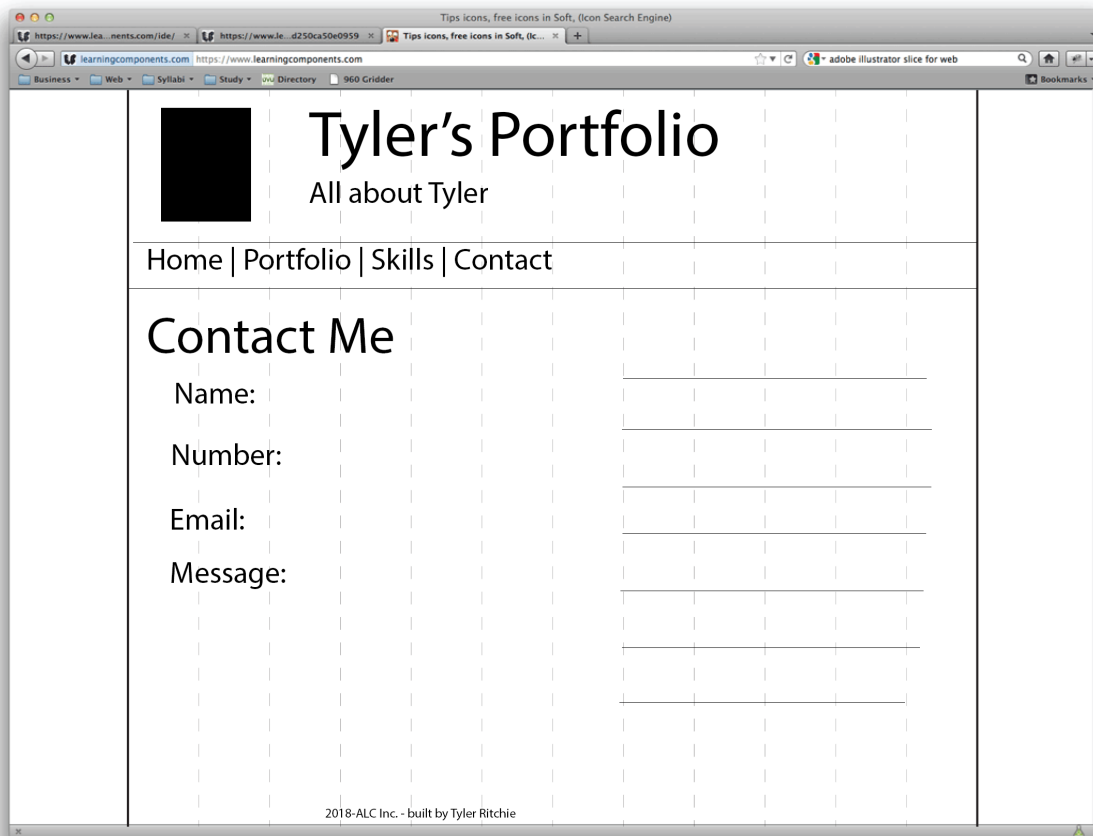 Tips icons, free icons in Soft, (Icon Search Engine)
https://www.lea...nents.com/ide/
https://www.le...d250ca50e0959
Tips icons, free icons in Soft, (Ic...
learningcomponents.com https://www.learningcomponents.com
adobe illustrator slice for web
Business Web Syllabi Study UVU Directory 960 Gridder Bookmarks
Tyler’s Portfolio
All about Tyler
Home | Portfolio | Skills | Contact
Contact Me
Name:
Number:
Email:
Message:
2018-ALC Inc. - built by Tyler Ritchie